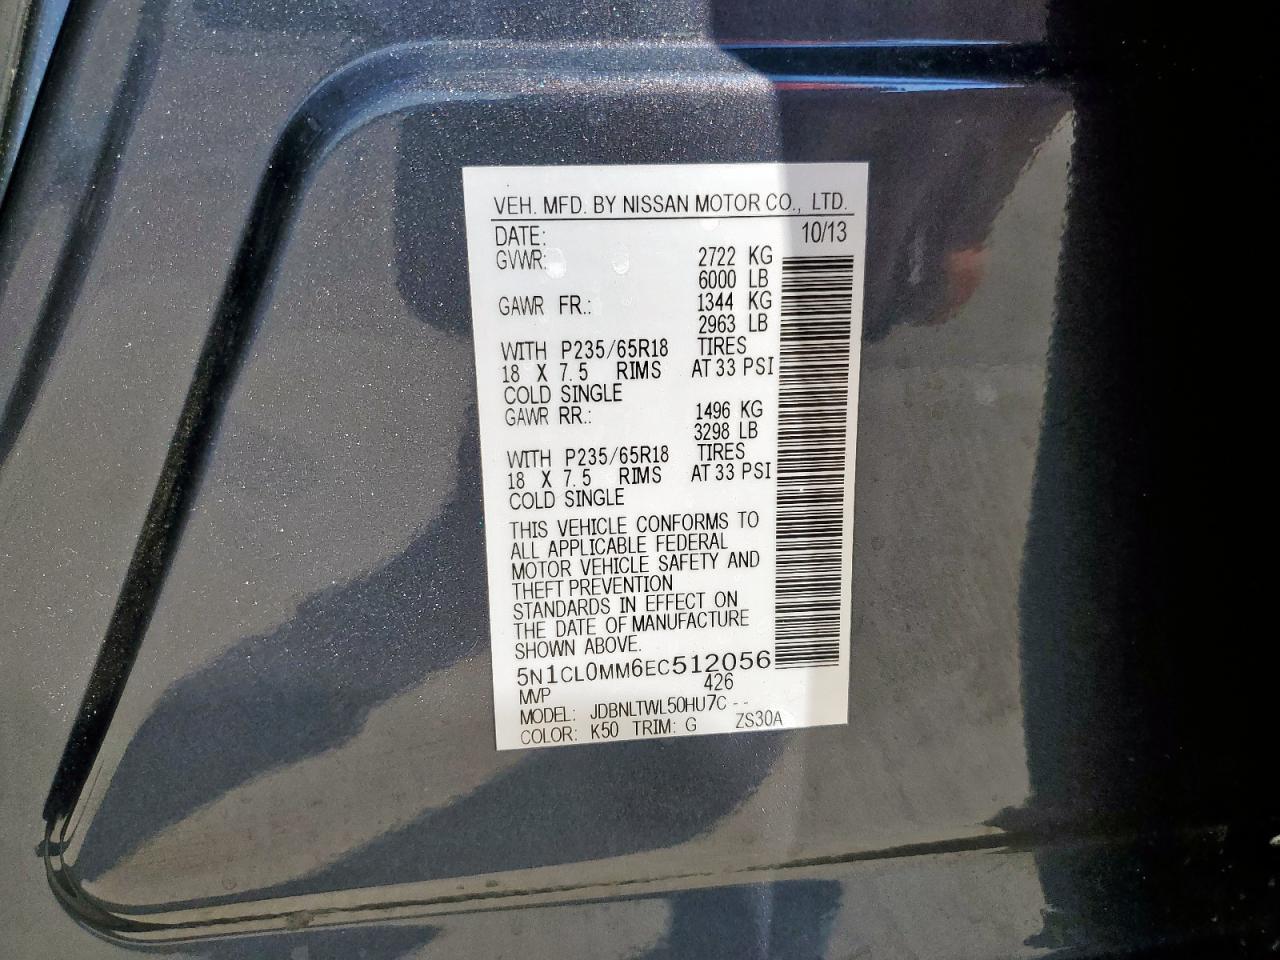 VEH. MFD. BY NISSAN MOTOR CO., LTD.
DATE: 10/13
GVWR: 2722 KG
6000 LB
GAWR FR.: 1344 KG
2963 LB
WITH P235/65R18 TIRES
18 X 7.5 RIMS AT 33 PSI
COLD SINGLE
GAWR RR.: 1496 KG
3298 LB
WITH P235/65R18 TIRES
18 X 7.5 RIMS AT 33 PSI
COLD SINGLE
THIS VEHICLE CONFORMS TO
ALL APPLICABLE FEDERAL
MOTOR VEHICLE SAFETY AND
THEFT PREVENTION
STANDARDS IN EFFECT ON
THE DATE OF MANUFACTURE
SHOWN ABOVE.
5N1CL0MM6EC512056
MVP 426
MODEL: JDBNLTWL50HU7C--
COLOR: K50 TRIM: G ZS30A